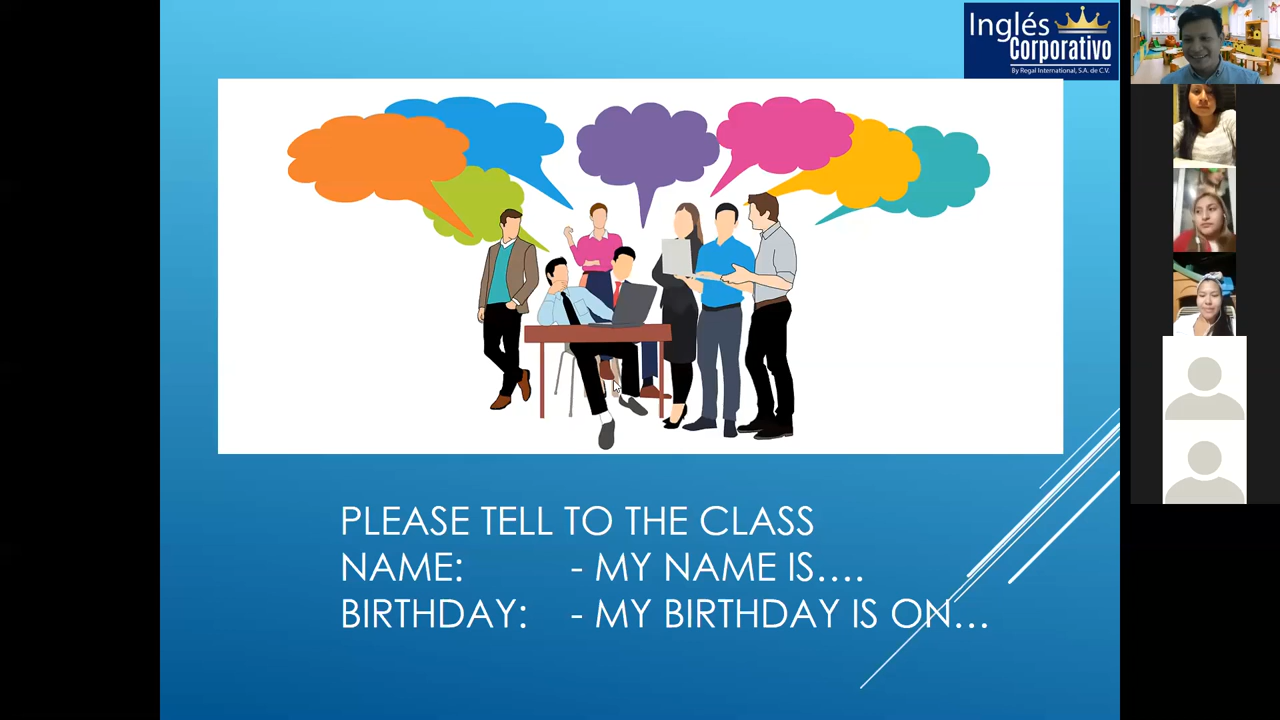 Inglés
Corporativo
By Regal International, S.A. de C.V.
PLEASE TELL TO THE CLASS
NAME: - MY NAME IS....
BIRTHDAY: - MY BIRTHDAY IS ON...